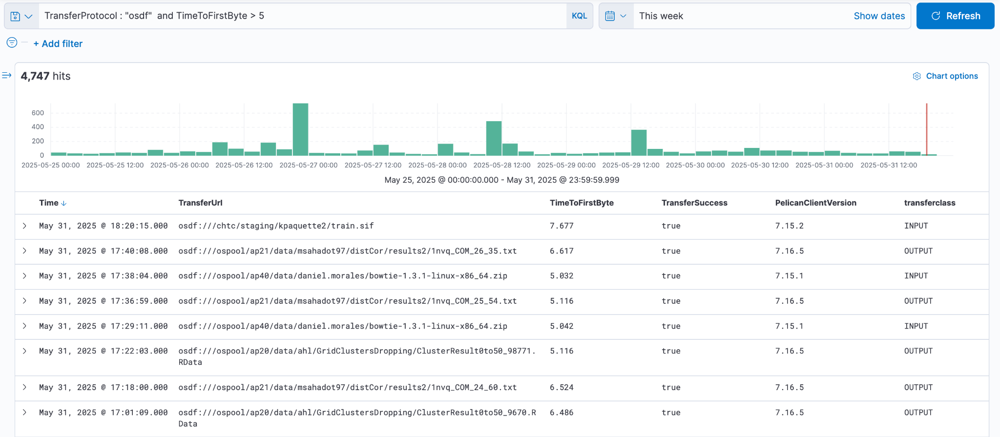 TransferProtocol : "osdf"  and TimeToFirstByte > 5 KQL This week Show dates Refresh
+ Add filter
4,747 hits Chart options
600
400
200
0
2025-05-25 00:00 2025-05-25 12:00 2025-05-26 00:00 2025-05-26 12:00 2025-05-27 00:00 2025-05-27 12:00 2025-05-28 00:00 2025-05-28 12:00 2025-05-29 00:00 2025-05-29 12:00 2025-05-30 00:00 2025-05-30 12:00 2025-05-31 00:00 2025-05-31 12:00
May 25, 2025 @ 00:00:00.000 - May 31, 2025 @ 23:59:59.999
Time TransferUrl TimeToFirstByte TransferSuccess PelicanClientVersion transferclass
May 31, 2025 @ 18:20:15.000 osdf:///chtc/staging/kpaquette2/train.sif 7.677 true 7.15.2 INPUT
May 31, 2025 @ 17:40:08.000 osdf:///ospool/ap21/data/msahadot97/distCor/results2/1nvq_COM_26_35.txt 6.617 true 7.16.5 OUTPUT
May 31, 2025 @ 17:38:04.000 osdf:///ospool/ap40/data/daniel.morales/bowtie-1.3.1-linux-x86_64.zip 5.032 true 7.15.1 INPUT
May 31, 2025 @ 17:36:59.000 osdf:///ospool/ap21/data/msahadot97/distCor/results2/1nvq_COM_25_54.txt 5.116 true 7.16.5 OUTPUT
May 31, 2025 @ 17:29:11.000 osdf:///ospool/ap40/data/daniel.morales/bowtie-1.3.1-linux-x86_64.zip 5.042 true 7.15.1 INPUT
May 31, 2025 @ 17:22:03.000 osdf:///ospool/ap20/data/ahl/GridClustersDropping/ClusterResult0to50_98771. 5.116 true 7.16.5 OUTPUT
RData
May 31, 2025 @ 17:18:00.000 osdf:///ospool/ap21/data/msahadot97/distCor/results2/1nvq_COM_24_60.txt 6.524 true 7.16.5 OUTPUT
May 31, 2025 @ 17:01:09.000 osdf:///ospool/ap20/data/ahl/GridClustersDropping/ClusterResult0to50_9670.R 6.486 true 7.16.5 OUTPUT
Data